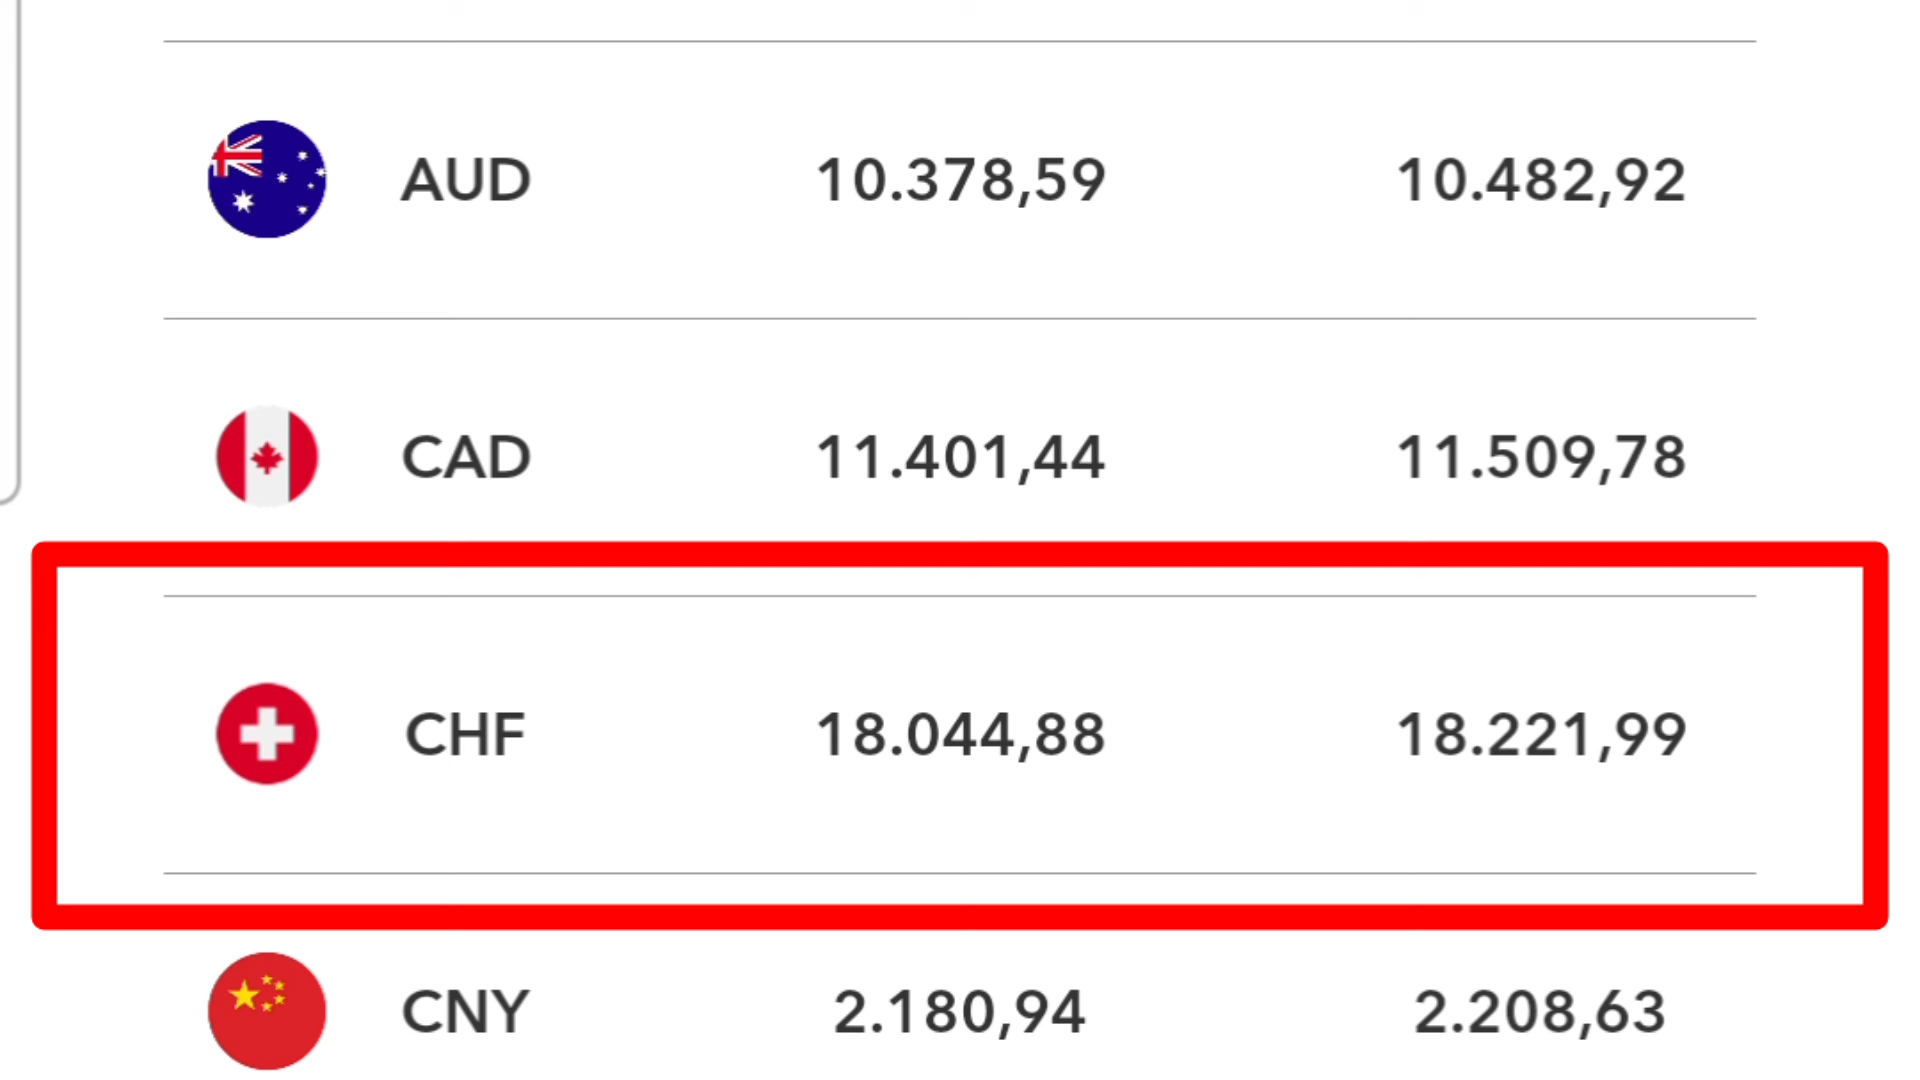 AUD 10.378,59 10.482,92
CAD 11.401,44 11.509,78
CHF 18.044,88 18.221,99
CNY 2.180,94 2.208,63